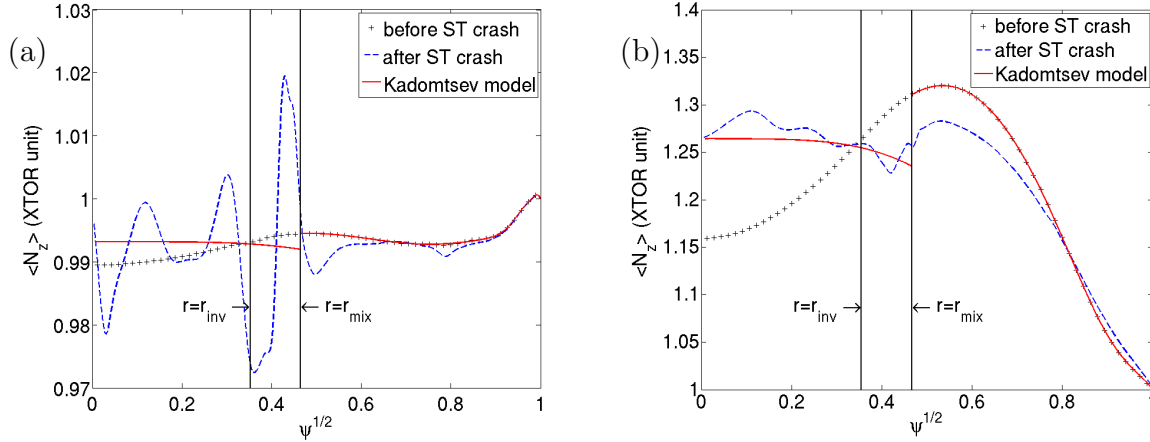 (a)
1.03
1.02
1.01
1
0.99
0.98
0.97
<N_z> (XTOR unit)
+ before ST crash
after ST crash
Kadomtsev model
r=r_inv →
← r=r_mix
0 0.2 0.4 0.6 0.8 1
ψ^1/2
(b)
1.4
1.35
1.3
1.25
1.2
1.15
1.1
1.05
1
<N_z> (XTOR unit)
+ before ST crash
after ST crash
Kadomtsev model
r=r_inv →
← r=r_mix
0 0.2 0.4 0.6 0.8 1
ψ^1/2